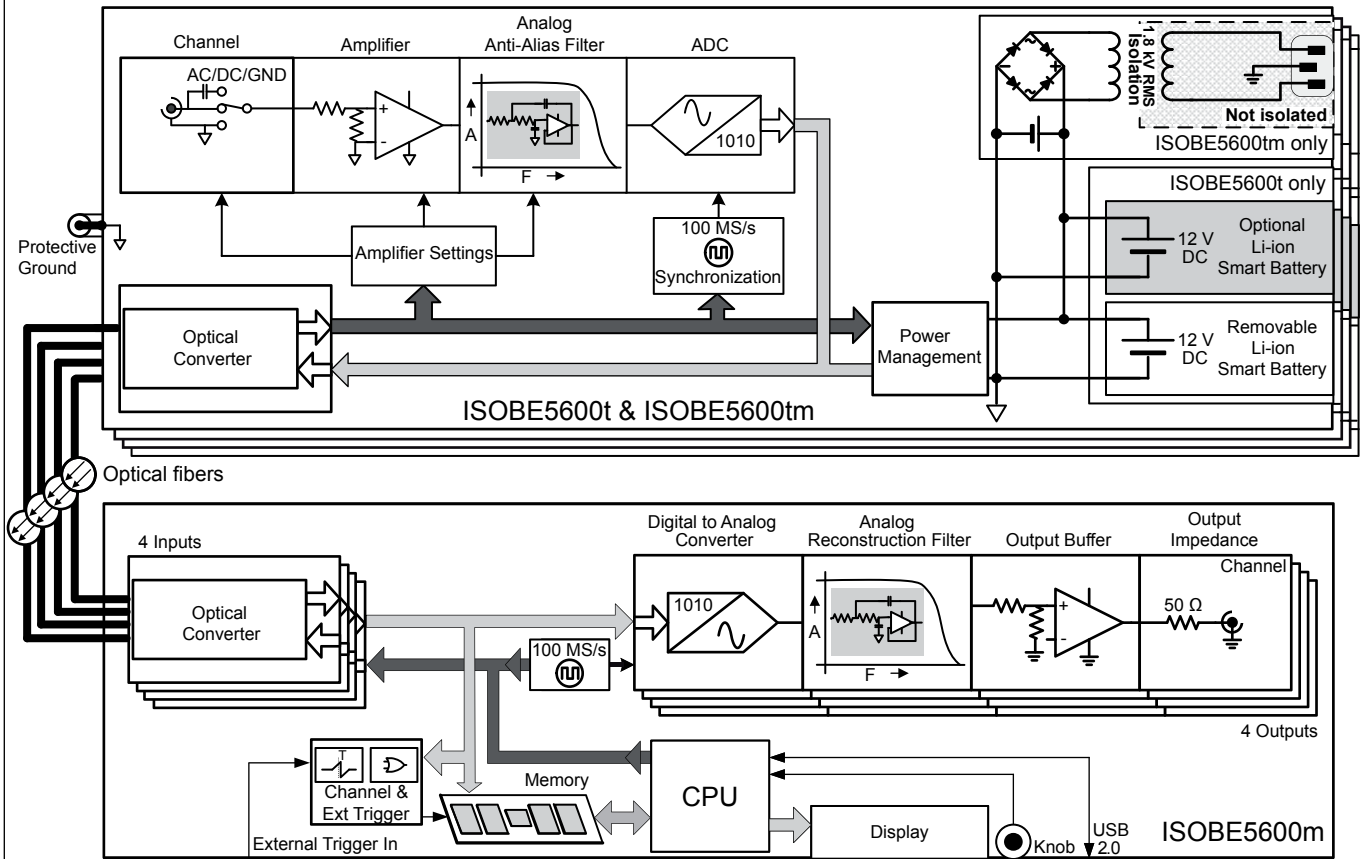 Channel
Amplifier
Analog
Anti-Alias Filter
ADC
AC/DC/GND
+
-
A
F
1010
1.8 kV RMS
Isolation
Not isolated
ISOBE5600tm only
ISOBE5600t only
Optional
Li-ion
Smart Battery
12 V
DC
Removable
Li-ion
Smart Battery
12 V
DC
Protective
Ground
Amplifier Settings
100 MS/s
Synchronization
Optical
Converter
Power
Management
ISOBE5600t & ISOBE5600tm
Optical fibers
4 Inputs
Optical
Converter
Digital to Analog
Converter
Analog
Reconstruction Filter
Output Buffer
Output
Impedance
Channel
1010
A
F
+
-
50 Ω
100 MS/s
4 Outputs
T
Channel &
Ext Trigger
External Trigger In
Memory
CPU
Display
Knob
USB
2.0
ISOBE5600m